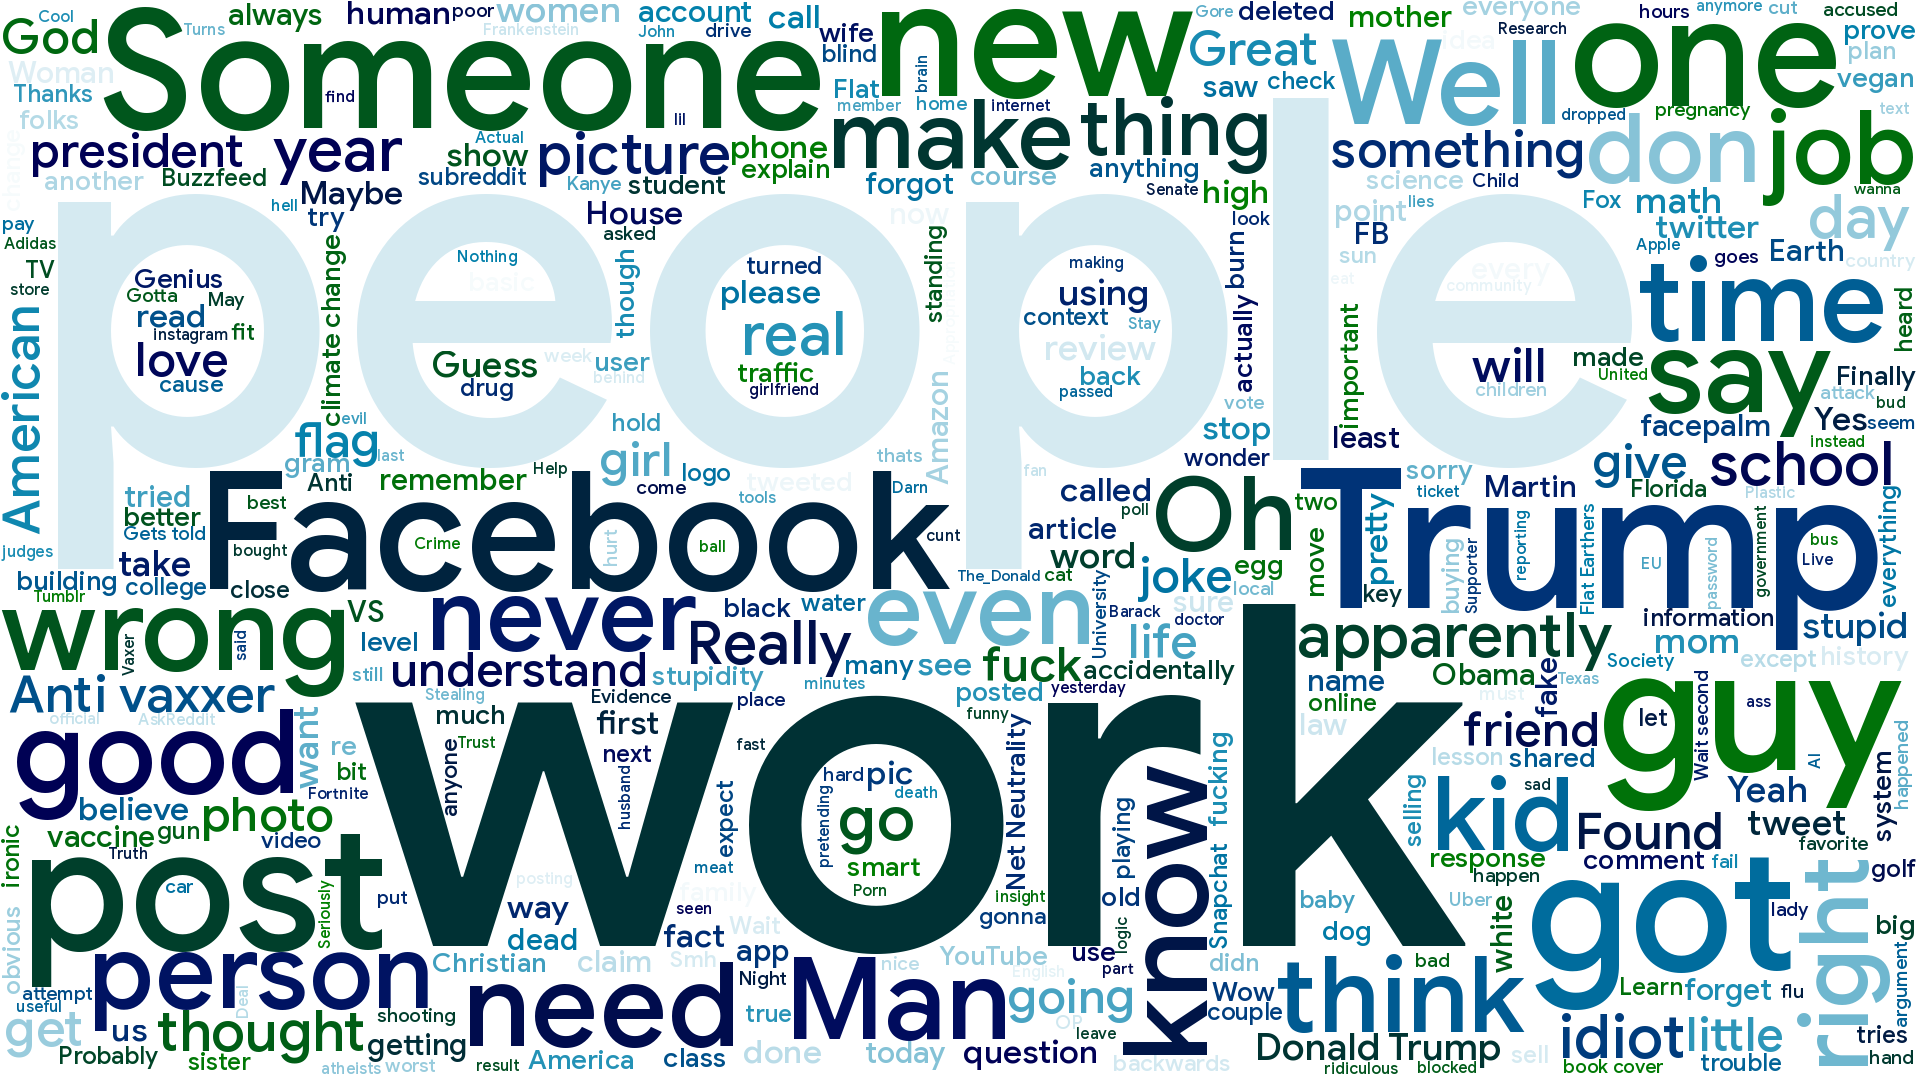 Cool
always
human
poor
women
account
call
new
Gore
deleted
mother
everyone
hours
anymore
cut
accused
God
Someone
Turns
Frankenstein
John
drive
wife
blind
Great
idea
Research
Well
one
prove
plan
Woman
Thanks
folks
find
lil
Flat
brain
saw
check
vegan
member
home
internet
dropped
pregnancy
text
president
year
Actual
picture
phone
make
thing
something
don
job
show
explain
another
Buzzfeed
Maybe
subreddit
Kanye
student
forgot
course
anything
Senate
high
science
Child
wanna
change
pay
hell
try
House
asked
now
look
point
lies
Fox
math
twitter
day
Adidas
TV
store
people
FB
sun
Apple
goes
Earth
country
Genius
Gotta
May
read
Instagram
fit
love
cause
climate change
Nothing
basic
though
turned
please
real
standing
making
using
context
Stay
review
back
passed
actually
burn
eat
every
community
time
heard
American
Guess
drug
week
user
behind
traffic
girlfriend
important
will
children
made
United
say
Finally
attack
bud
vote
stop
least
wonder
facepalm
Yes
seem
instead
evil
flag
last
gram
Anti
hold
girl
logo
thats
Amazon
fan
sorry
give
school
tried
better
Gets told
best
remember
Help
come
tweeted
tools
Darn
called
poll
Oh
two
Trump
ticket
Martin
Florida
Plastic
judges
bought
Facebook
Crime
hurt
ball
cunt
article
word
move
pretty
buying
Supporter
reporting
Flat Earthers
EU
password
government
bus
Live
everything
take
building
college
close
Tumblr
The_Donald
cat
joke
egg
local
key
wrong
VS
never
black
water
even
University
Barack
sure
doctor
information
stupid
Vaxer
said
level
Really
life
apparently
mom
still
understand
stupidity
many
see
fuck
accidentally
Obama
Society
except
history
Anti vaxxer
Stealing
Evidence
minutes
posted
yesterday
name
online
must
fake
Texas
official
AskReddit
want
much
first
place
funny
law
friend
guy
let
Wait second
ass
good
re
bit
work
Trust
next
fast
lesson
shared
AI
happened
believe
Fortnite
anyone
husband
expect
hard
pic
death
Net Neutrality
know
fucking
selling
kid
sad
Yeah
system
vaccine
gun
photo
video
pretending
go
playing
Found
tweet
favorite
ironic
Truth
meat
smart
response
comment
fail
happen
golf
post
car
Seriously
put
posting
family
Porn
insight
old
Snapchat
baby
Uber
got
right
lady
obvious
way
seen
Wait
gonna
logic
white
dog
big
person
dead
fact
app
YouTube
use
didn
bad
argument
attempt
useful
Deal
Christian
claim
Smh
Night
nice
English
part
Wow
think
Learn
forget
flu
get
us
thought
shooting
need
true
Man
going
OP
leave
couple
idiot
little
tries
Probably
sister
getting
America
class
done
today
question
backwards
Donald Trump
sell
trouble
hand
atheists
worst
result
ridiculous
blocked
book cover